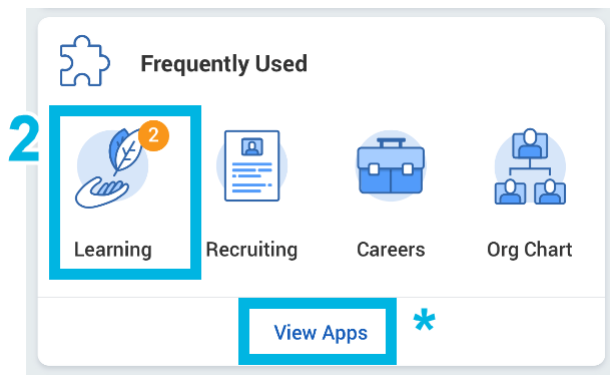 Frequently Used
2
2
Learning Recruiting Careers Org Chart
View Apps *